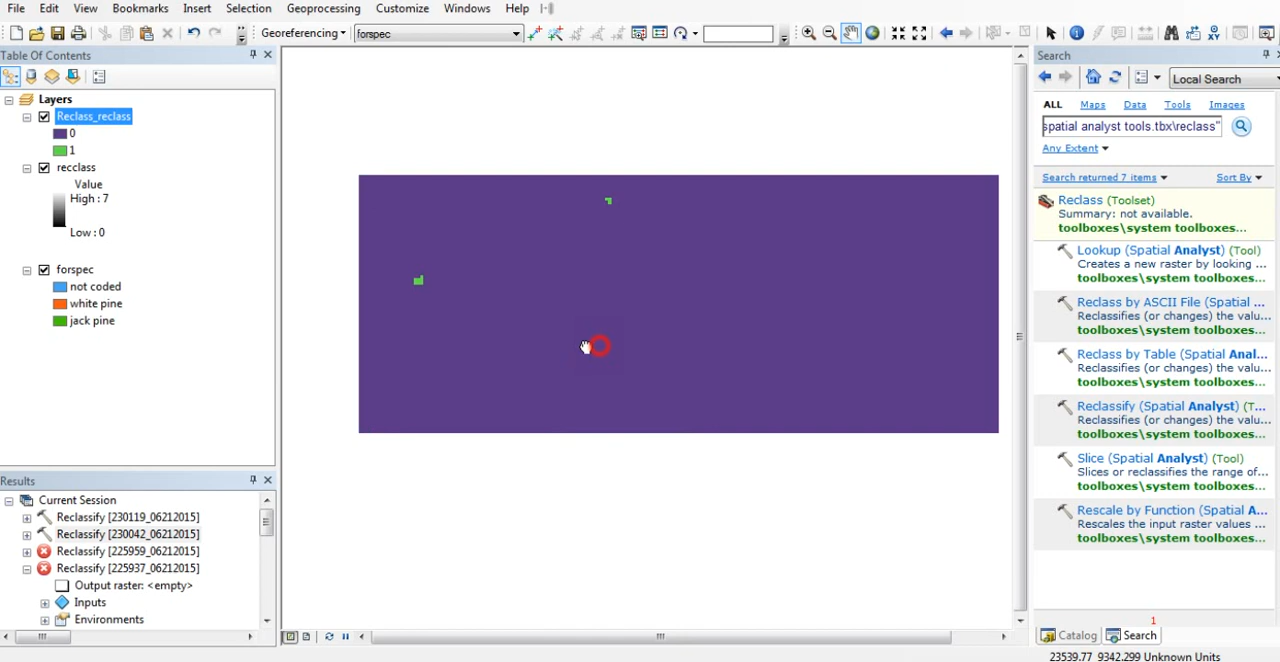 File Edit View Bookmarks Insert Selection Geoprocessing Customize Windows Help
Georeferencing forspec
Table Of Contents
Layers
Reclass_reclass
0
1
recclass
Value
High : 7
Low : 0
forspec
not coded
white pine
jack pine
Results
Current Session
Reclassify [230119_06212015]
Reclassify [230042_06212015]
Reclassify [225959_06212015]
Reclassify [225937_06212015]
Output raster: <empty>
Inputs
Environments
Search
Local Search
ALL Maps Data Tools Images
spatial analyst tools.tbx\reclass"
Any Extent
Search returned 7 items Sort By
Reclass (Toolset)
Summary: not available.
toolboxes\system toolboxes...
Lookup (Spatial Analyst) (Tool)
Creates a new raster by looking ...
toolboxes\system toolboxes...
Reclass by ASCII File (Spatial ...
Reclassifies (or changes) the valu...
toolboxes\system toolboxes...
Reclass by Table (Spatial Anal...
Reclassifies (or changes) the valu...
toolboxes\system toolboxes...
Reclassify (Spatial Analyst) (T...
Reclassifies (or changes) the valu...
toolboxes\system toolboxes...
Slice (Spatial Analyst) (Tool)
Slices or reclassifies the range of...
toolboxes\system toolboxes...
Rescale by Function (Spatial A...
Rescales the input raster values ...
toolboxes\system toolboxes...
1
Catalog Search
23539.77 9342.299 Unknown Units